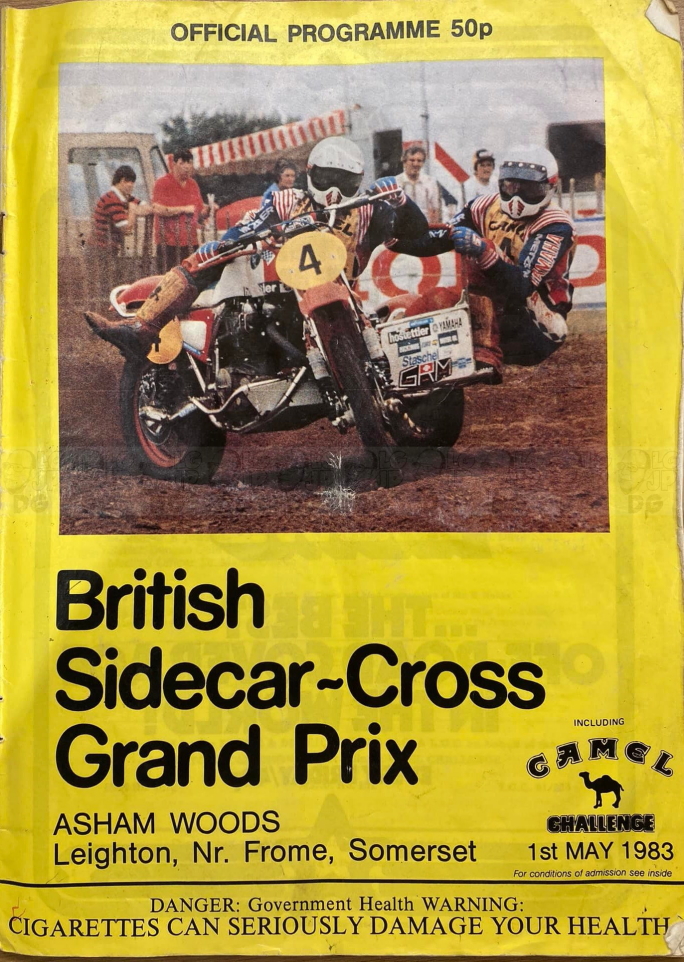 OFFICIAL PROGRAMME 50p
4
hostettler YAMAHA
Staschel
GRM
YAMAHA
British
Sidecar~Cross
Grand Prix
INCLUDING
CAMEL
CHALLENGE
ASHAM WOODS
Leighton, Nr. Frome, Somerset
1st MAY 1983
For conditions of admission see inside
DANGER: Government Health WARNING:
CIGARETTES CAN SERIOUSLY DAMAGE YOUR HEALTH